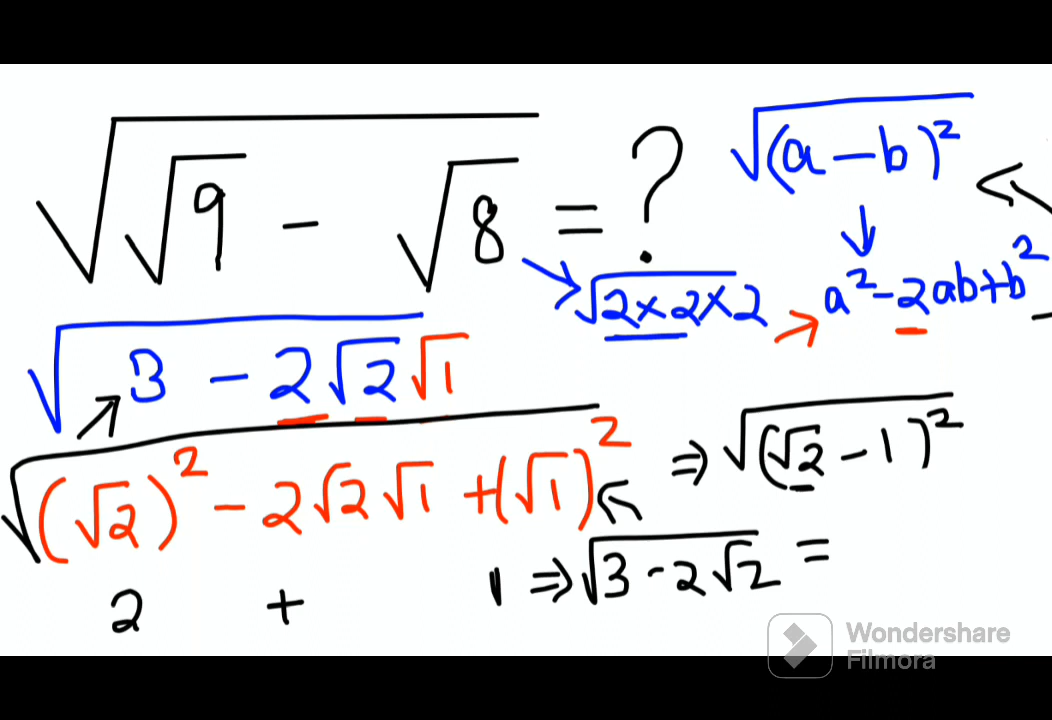 √(√9 - √8) = ?
√(a - b)²
√2×2×2
a² - 2ab + b²
√(3 - 2√2√1)
√((√2)² - 2√2√1 + (√1)²)
⇒ √(√2 - 1)²
2 + 1 ⇒ √(3 - 2√2) =
Wondershare
Filmora